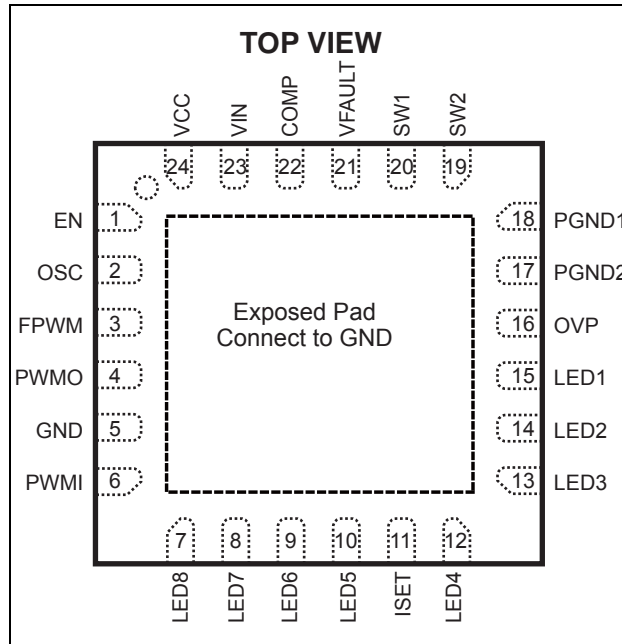 TOP VIEW
VCC
VIN
COMP
VFAULT
SW1
SW2
24
23
22
21
20
19
EN 1
OSC 2
FPWM 3
PWMO 4
GND 5
PWMI 6
Exposed Pad
Connect to GND
18 PGND1
17 PGND2
16 OVP
15 LED1
14 LED2
13 LED3
7
8
9
10
11
12
LED8
LED7
LED6
LED5
ISET
LED4